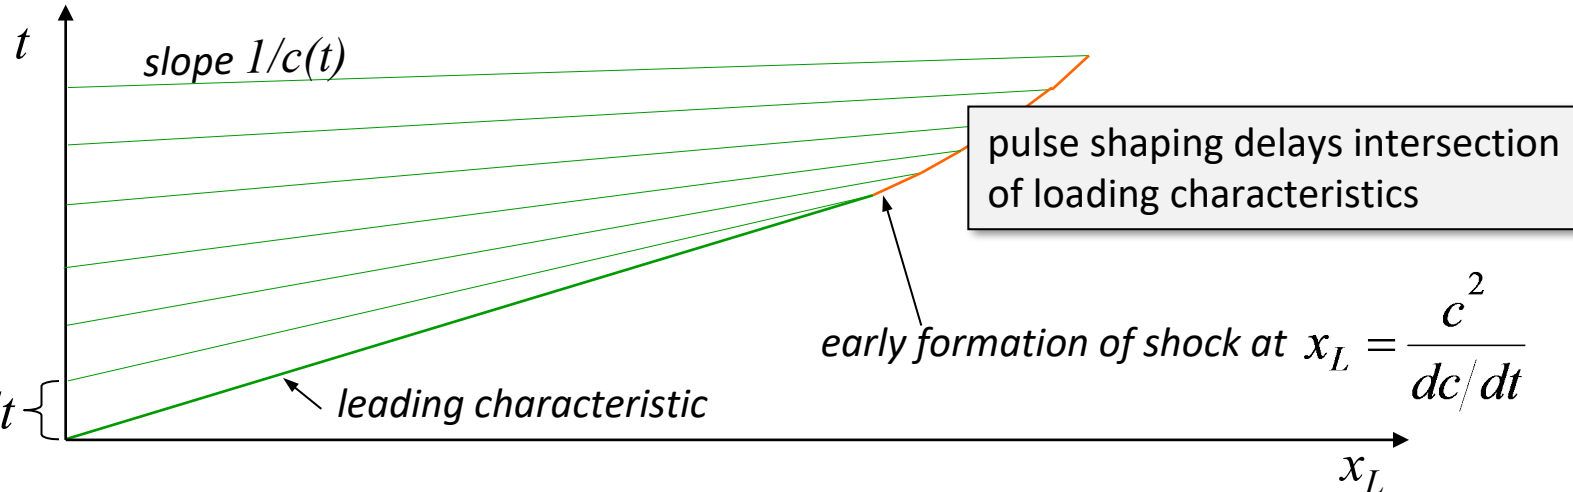 t
slope 1/c(t)
pulse shaping delays intersection
of loading characteristics
early formation of shock at x_L = c^2 / dc/dt
leading characteristic
t
x_L